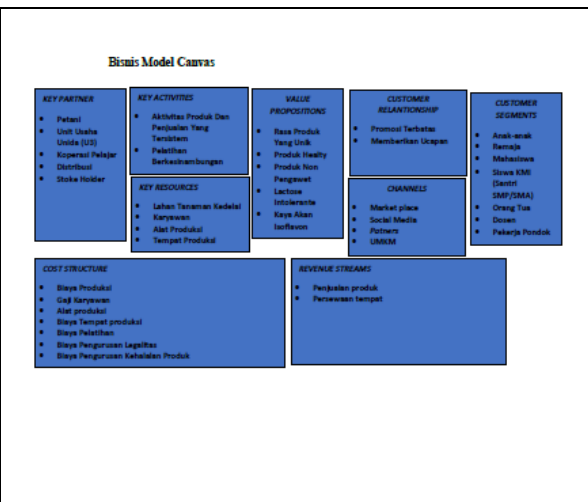 Bisnis Model Canvas
KEY PARTNER
Petani
Unit Usaha
Unida (U3)
Koperasi Pelajar
Distribusi
Stoke Holder
KEY ACTIVITIES
Aktivitas Produk Dan
Penjualan Yang
Tersistem
Pelatihan
Berkesinambungan
KEY RESOURCES
Lahan Tanaman Kedelai
Karyawan
Alat Produksi
Tempat Produksi
VALUE
PROPOSITIONS
Rasa Produk
Yang Unik
Produk Healty
Produk Non
Pengawet
Lactose
Intolerante
Kaya Akan
Isoflavon
CUSTOMER
RELANTIONSHIP
Promosi Terbatas
Memberikan Ucapan
CHANNELS
Market place
Social Media
Patners
UMKM
CUSTOMER
SEGMENTS
Anak-anak
Remaja
Mahasiswa
Siswa KMI
(Santri
SMP/SMA)
Orang Tua
Dosen
Pekerja Pondok
COST STRUCTURE
Biaya Produksi
Gaji Karyawan
Alat produksi
Biaya Tempat produksi
Biaya Pelatihan
Biaya Pengurusan Legalitas
Biaya Pengurusan Kehalalan Produk
REVENUE STREAMS
Penjualan produk
Persewaan tempat